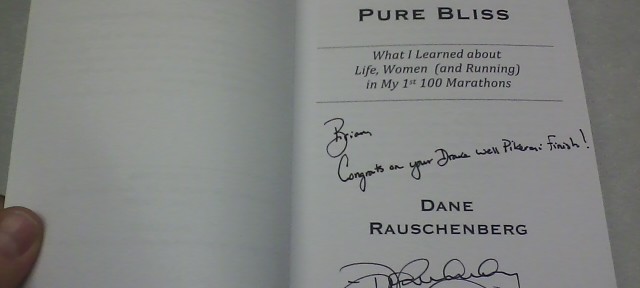 PURE BLISS
What I Learned about
Life, Women (and Running)
in My 1st 100 Marathons
Brian
Congrats on your Drake Well Pikermi finish!
DANE
RAUSCHENBERG